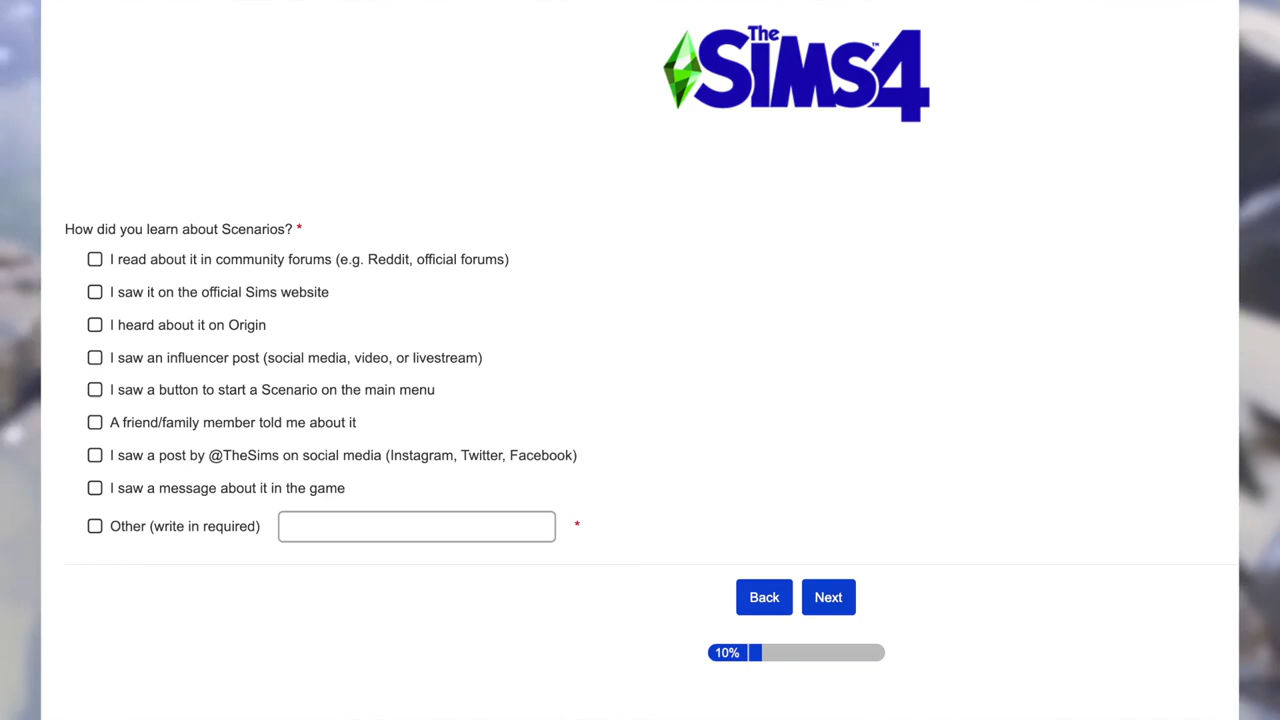 The Sims 4™
How did you learn about Scenarios? *
I read about it in community forums (e.g. Reddit, official forums)
I saw it on the official Sims website
I heard about it on Origin
I saw an influencer post (social media, video, or livestream)
I saw a button to start a Scenario on the main menu
A friend/family member told me about it
I saw a post by @TheSims on social media (Instagram, Twitter, Facebook)
I saw a message about it in the game
Other (write in required) *
Back Next
10%